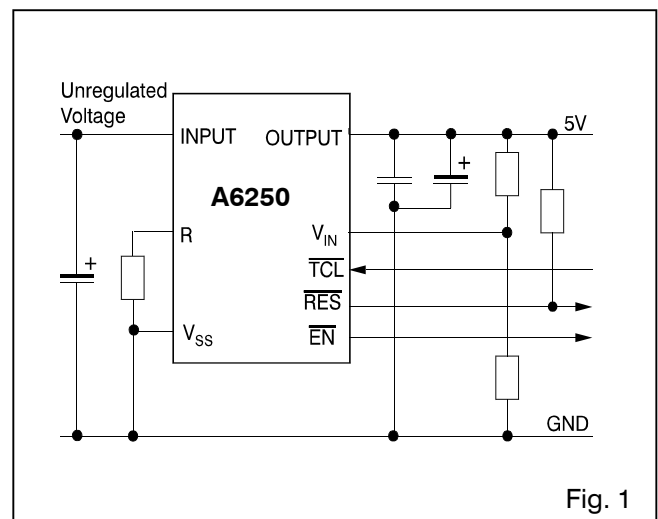 Unregulated
Voltage
INPUT
OUTPUT
5V
+
A6250
R
V_IN
+
TCL
RES
V_SS
EN
GND
Fig. 1